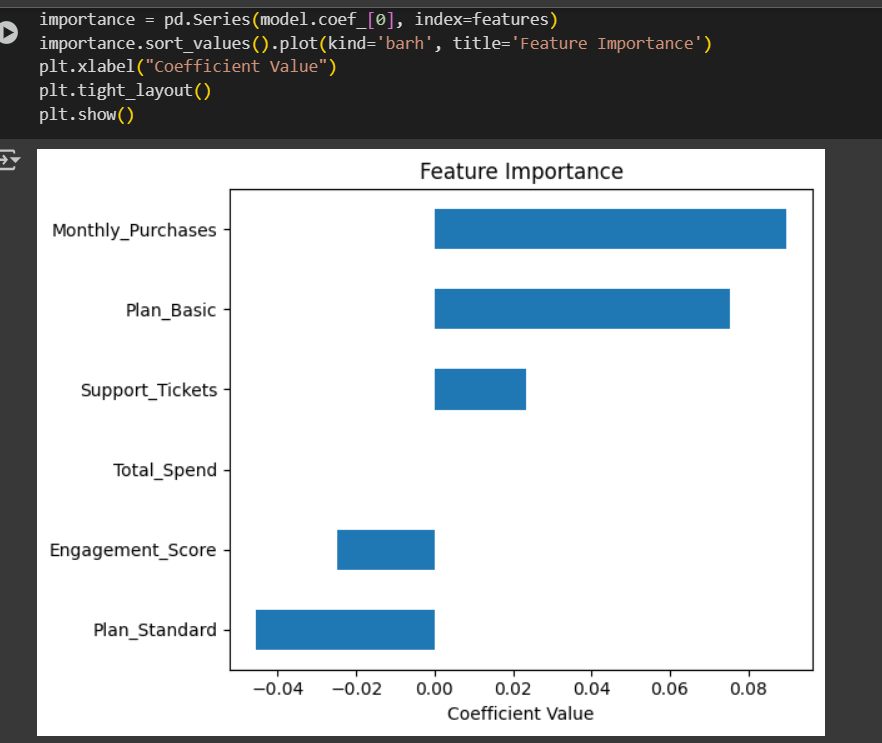 importance = pd.Series(model.coef_[0], index=features)
importance.sort_values().plot(kind='barh', title='Feature Importance')
plt.xlabel("Coefficient Value")
plt.tight_layout()
plt.show()
Feature Importance
Monthly_Purchases
Plan_Basic
Support_Tickets
Total_Spend
Engagement_Score
Plan_Standard
−0.04 −0.02 0.00 0.02 0.04 0.06 0.08
Coefficient Value